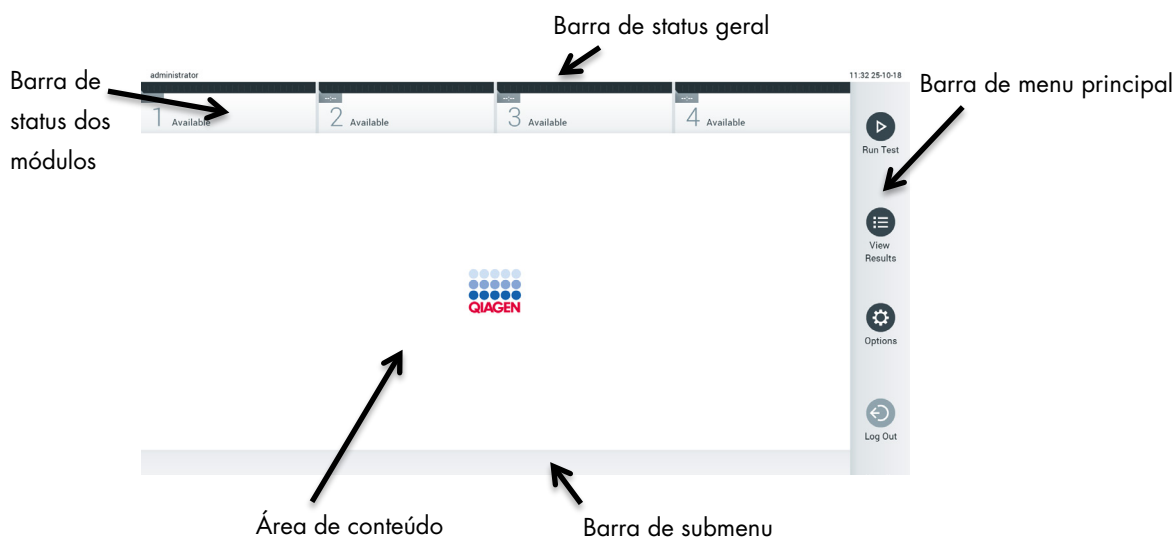 Barra de status geral
Barra de
status dos
módulos
administrator
11:32 25-10-18
Barra de menu principal
--:--
--:--
--:--
1 Available
2 Available
3 Available
4 Available
Run Test
View
Results
QIAGEN
Options
Log Out
Área de conteúdo
Barra de submenu